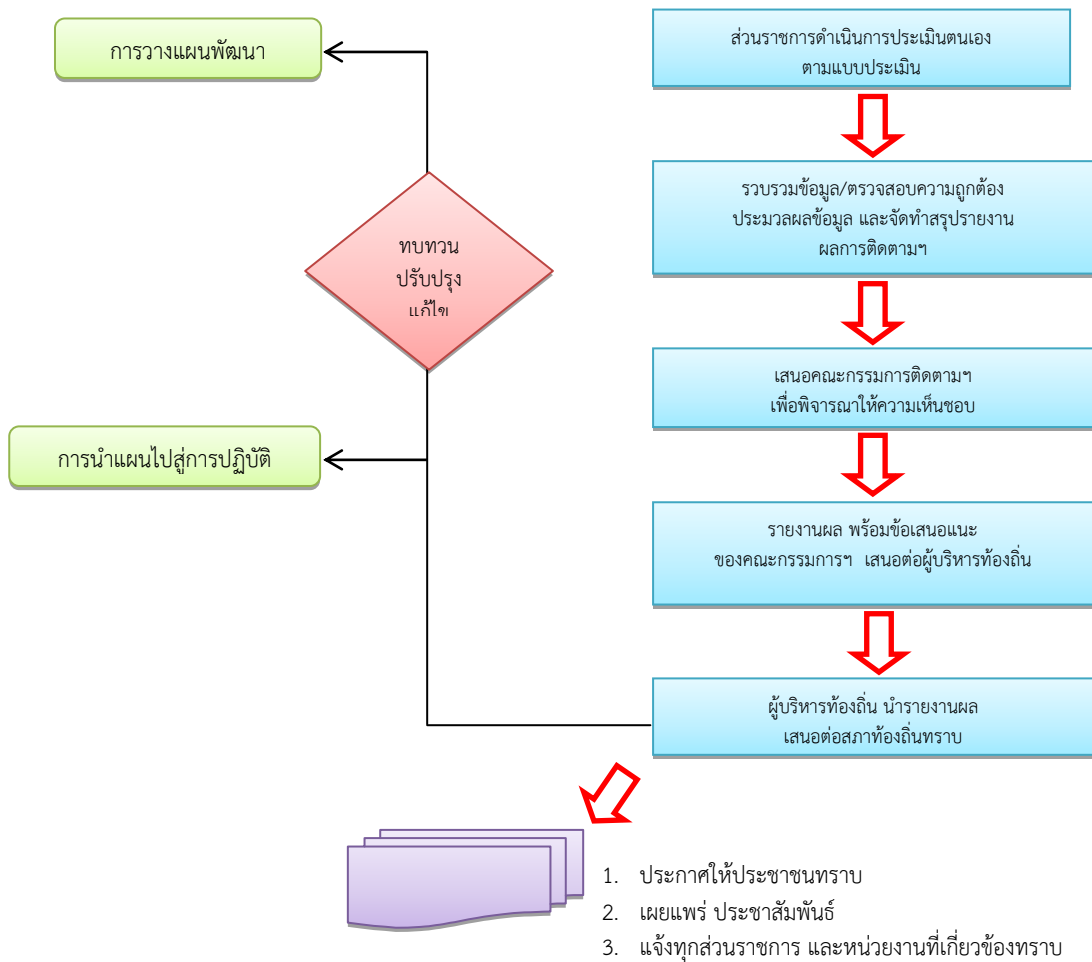 การวางแผนพัฒนา
ส่วนราชการดำเนินการประเมินตนเอง
ตามแบบประเมิน
รวบรวมข้อมูล/ตรวจสอบความถูกต้อง
ประมวลผลข้อมูล และจัดทำสรุปรายงาน
ผลการติดตามฯ
ทบทวน
ปรับปรุง
แก้ไข
เสนอคณะกรรมการติดตามฯ
เพื่อพิจารณาให้ความเห็นชอบ
การนำแผนไปสู่การปฏิบัติ
รายงานผล พร้อมข้อเสนอแนะ
ของคณะกรรมการฯ เสนอต่อผู้บริหารท้องถิ่น
ผู้บริหารท้องถิ่น นำรายงานผล
เสนอต่อสภาท้องถิ่นทราบ
1. ประกาศให้ประชาชนทราบ
2. เผยแพร่ ประชาสัมพันธ์
3. แจ้งทุกส่วนราชการ และหน่วยงานที่เกี่ยวข้องทราบ